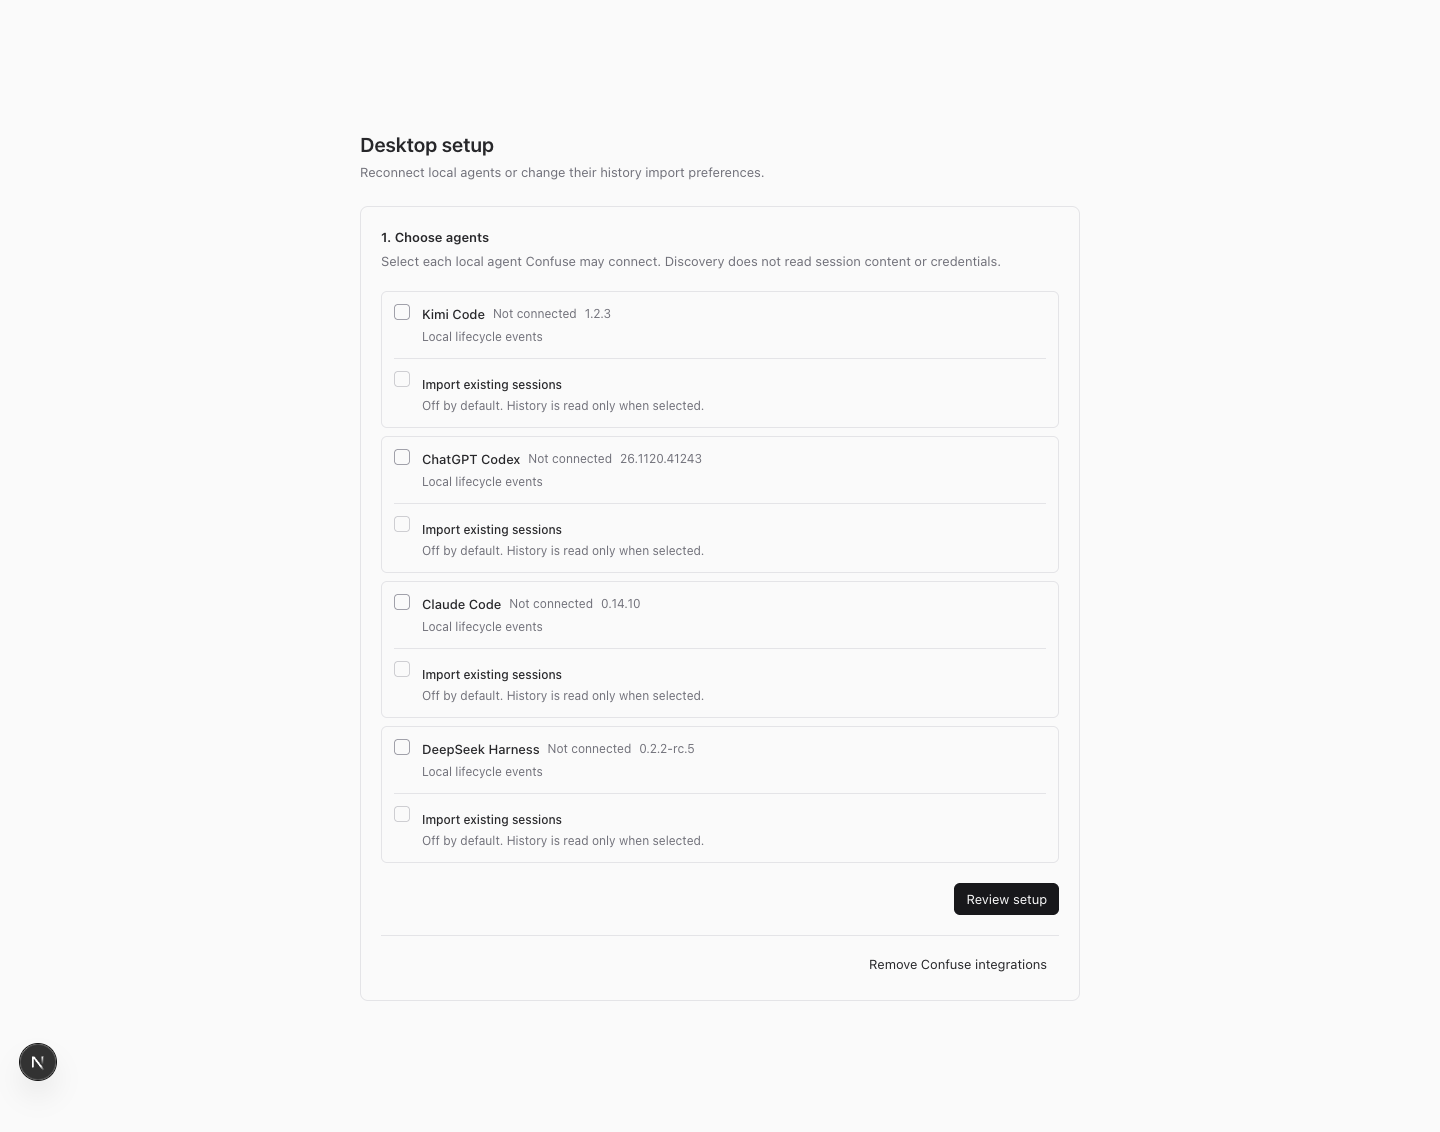 Desktop setup
Reconnect local agents or change their history import preferences.
1. Choose agents
Select each local agent Confuse may connect. Discovery does not read session content or credentials.
Kimi Code Not connected 1.2.3
Local lifecycle events
Import existing sessions
Off by default. History is read only when selected.
ChatGPT Codex Not connected 26.1120.41243
Local lifecycle events
Import existing sessions
Off by default. History is read only when selected.
Claude Code Not connected 0.14.10
Local lifecycle events
Import existing sessions
Off by default. History is read only when selected.
DeepSeek Harness Not connected 0.2.2-rc.5
Local lifecycle events
Import existing sessions
Off by default. History is read only when selected.
Review setup
Remove Confuse integrations
N